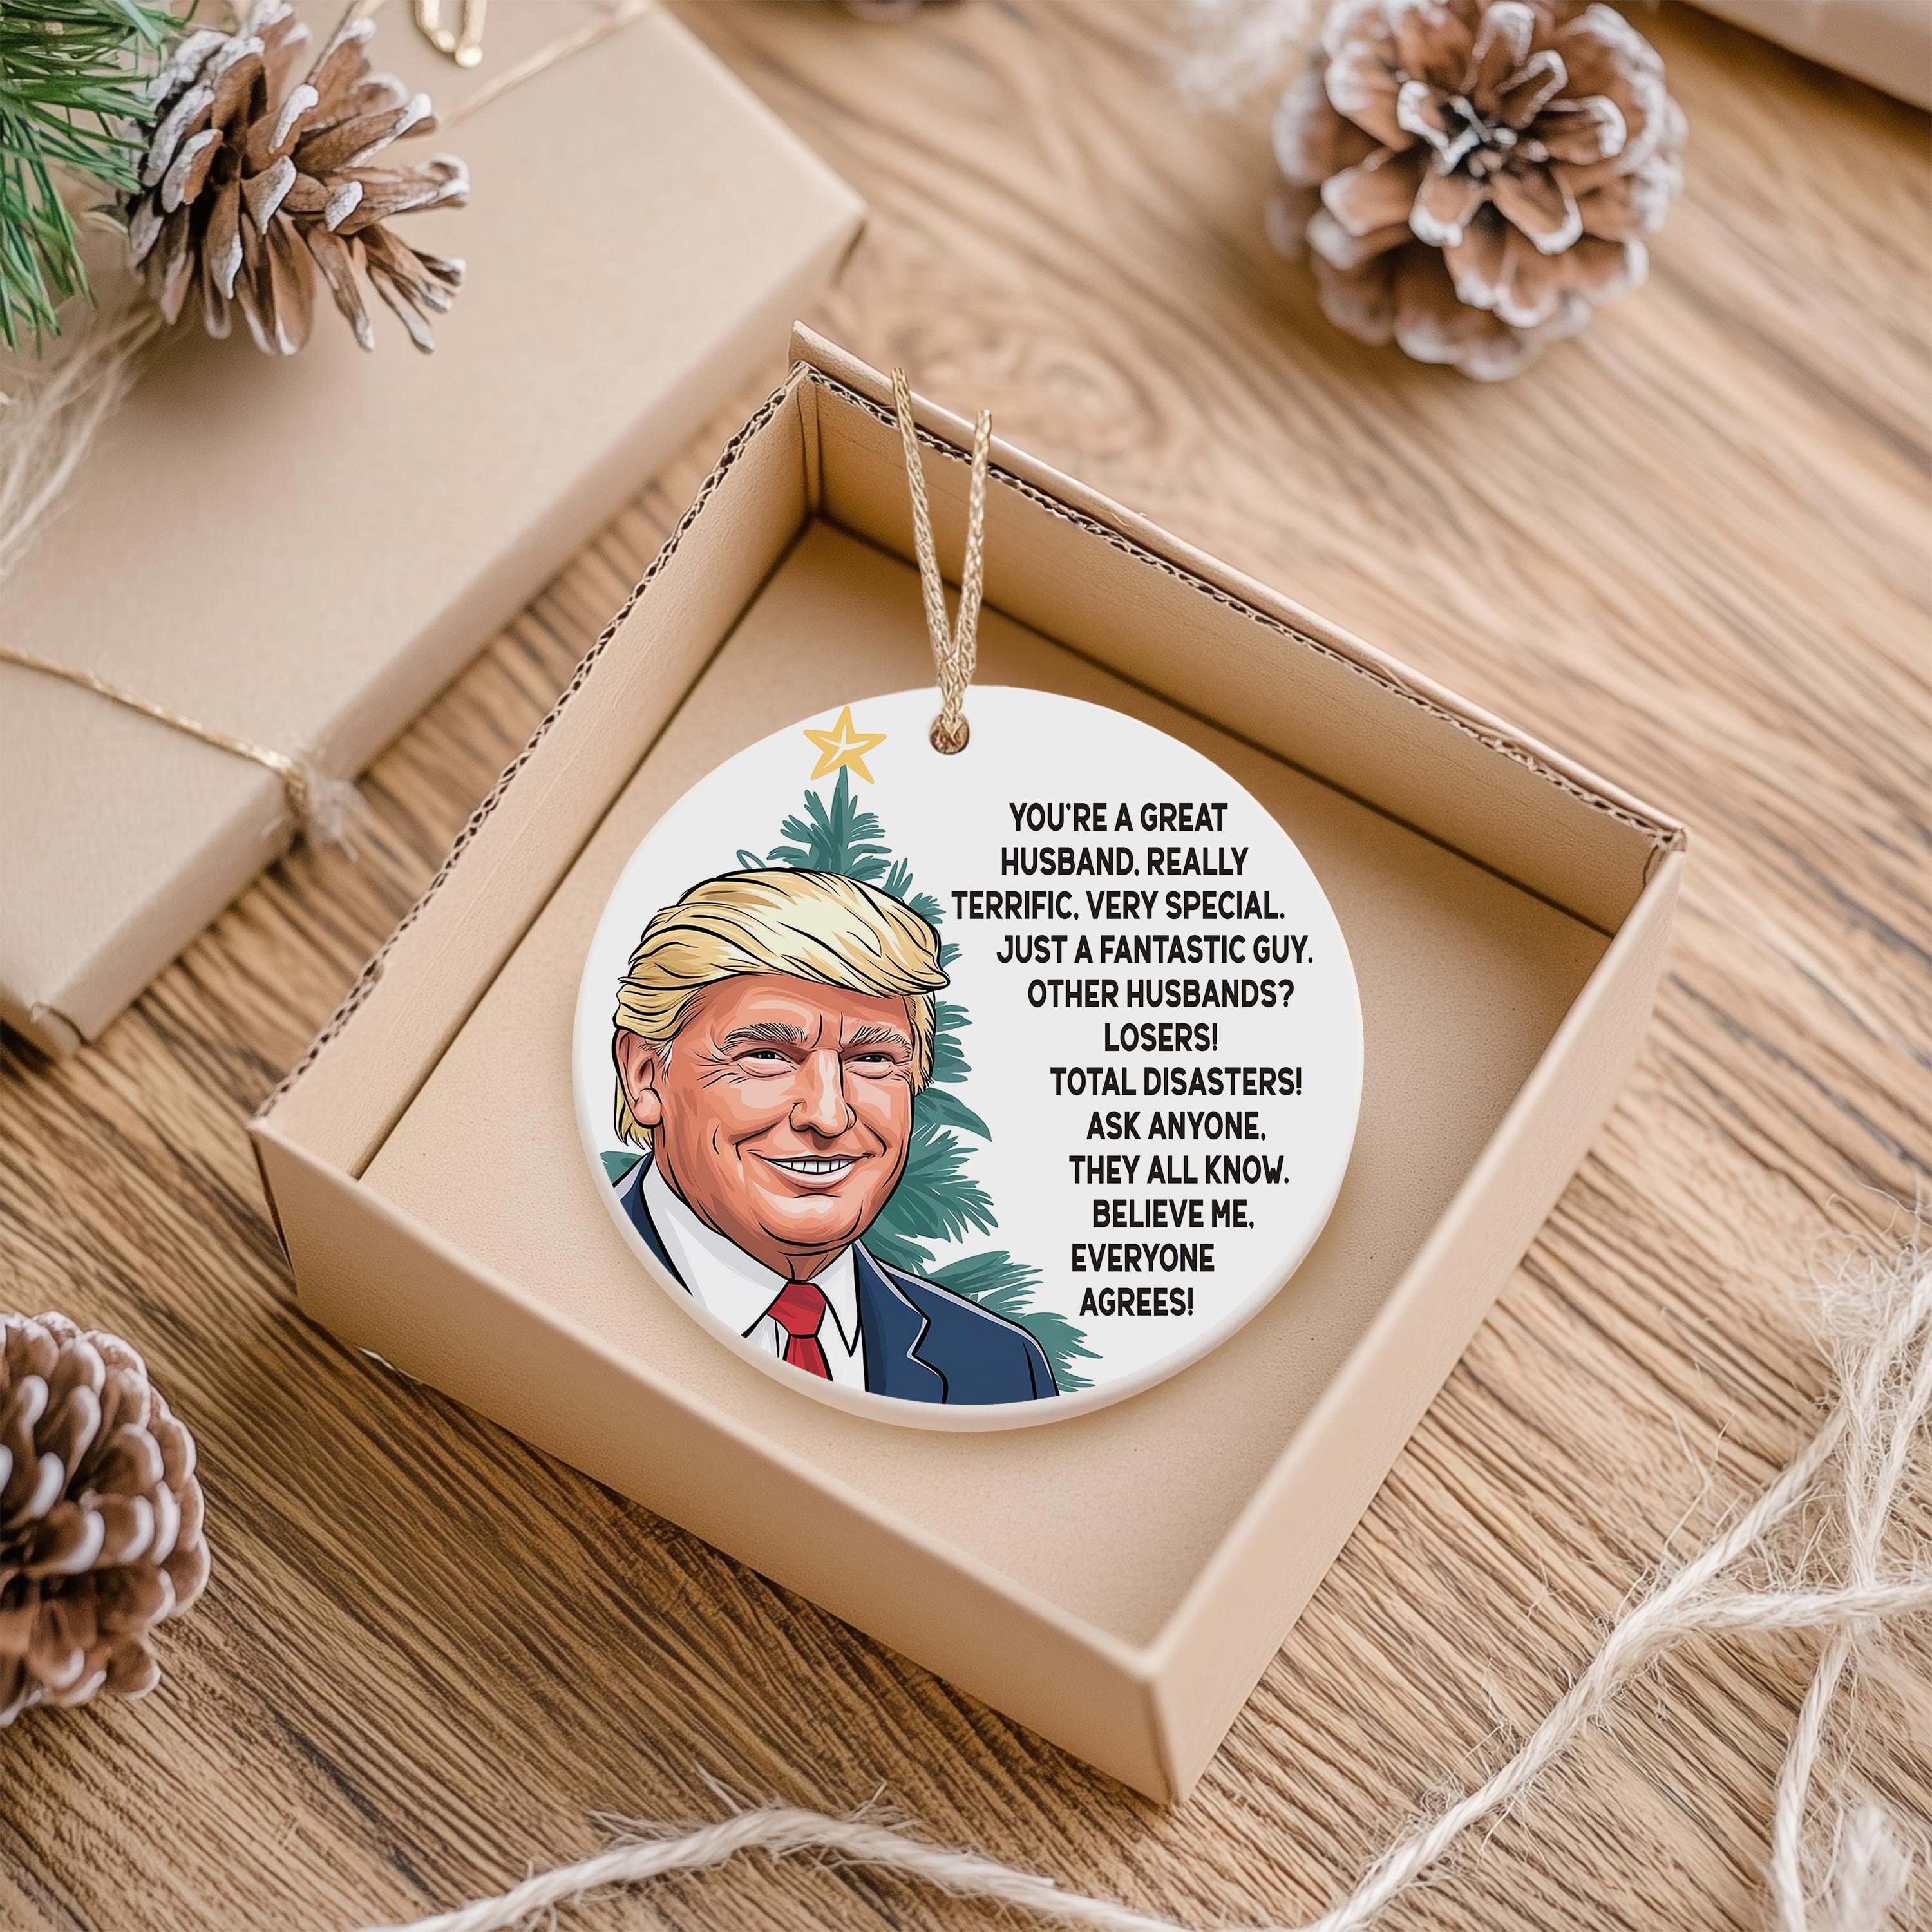 YOU'RE A GREAT
HUSBAND, REALLY
TERRIFIC, VERY SPECIAL.
JUST A FANTASTIC GUY.
OTHER HUSBANDS?
LOSERS!
TOTAL DISASTERS!
ASK ANYONE,
THEY ALL KNOW.
BELIEVE ME,
EVERYONE
AGREES!